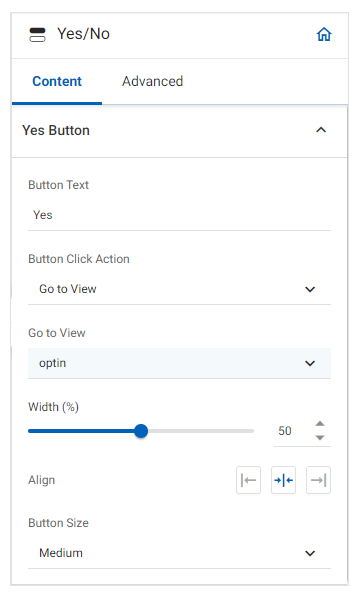 Yes/No
Content Advanced
Yes Button
Button Text
Yes
Button Click Action
Go to View
Go to View
optin
Width (%)
50
Align
Button Size
Medium